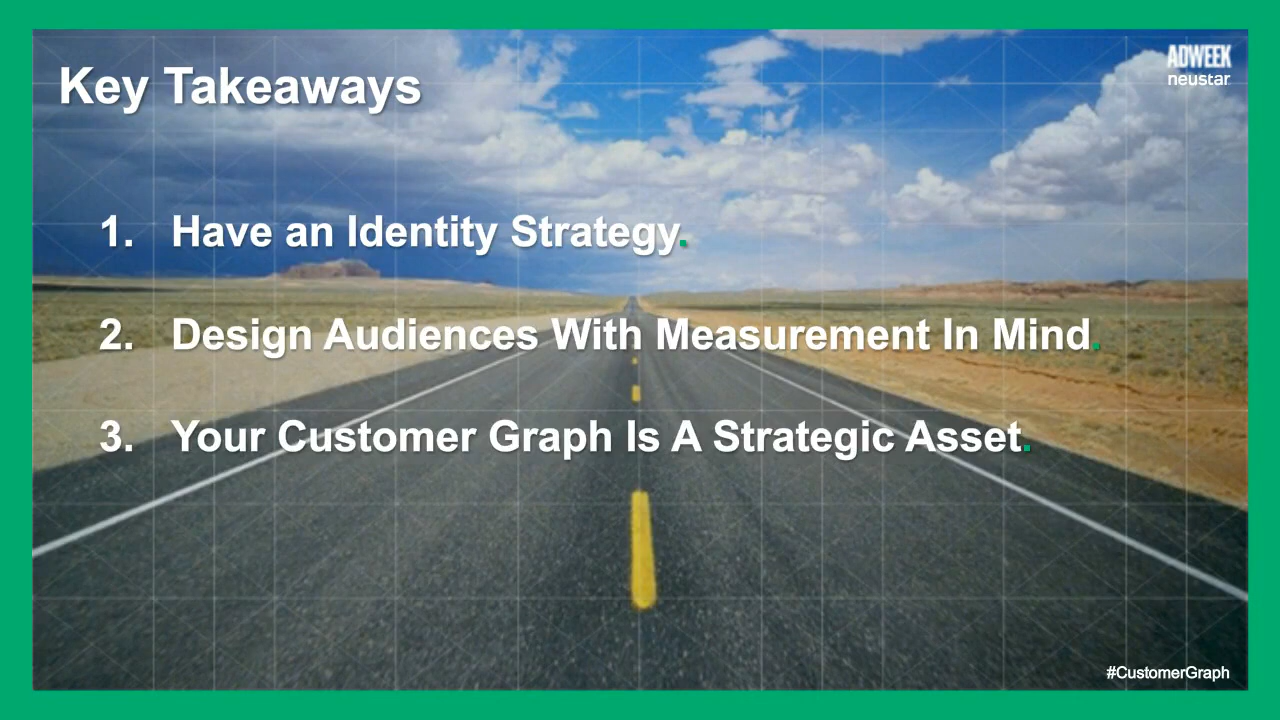 Key Takeaways
ADWEEK
neustar
1. Have an Identity Strategy.
2. Design Audiences With Measurement In Mind.
3. Your Customer Graph Is A Strategic Asset.
#CustomerGraph